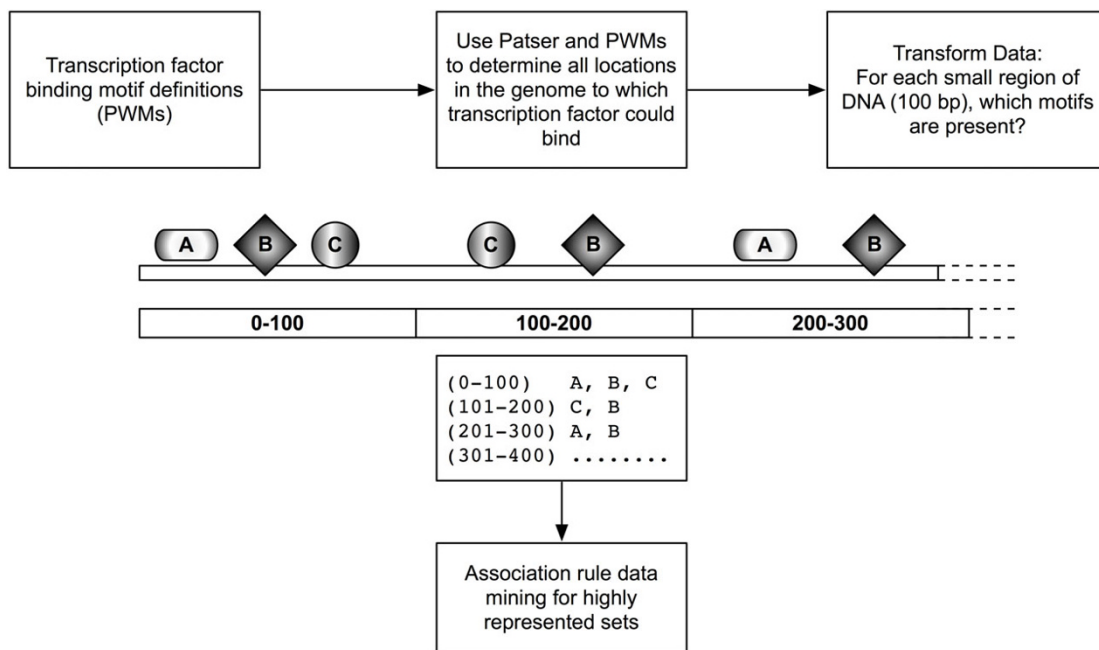 Transcription factor
binding motif definitions
(PWMs)
Use Patser and PWMs
to determine all locations
in the genome to which
transcription factor could
bind
Transform Data:
For each small region of
DNA (100 bp), which motifs
are present?
A B C C B A B
0-100 100-200 200-300
(0-100) A, B, C
(101-200) C, B
(201-300) A, B
(301-400) ........
Association rule data
mining for highly
represented sets